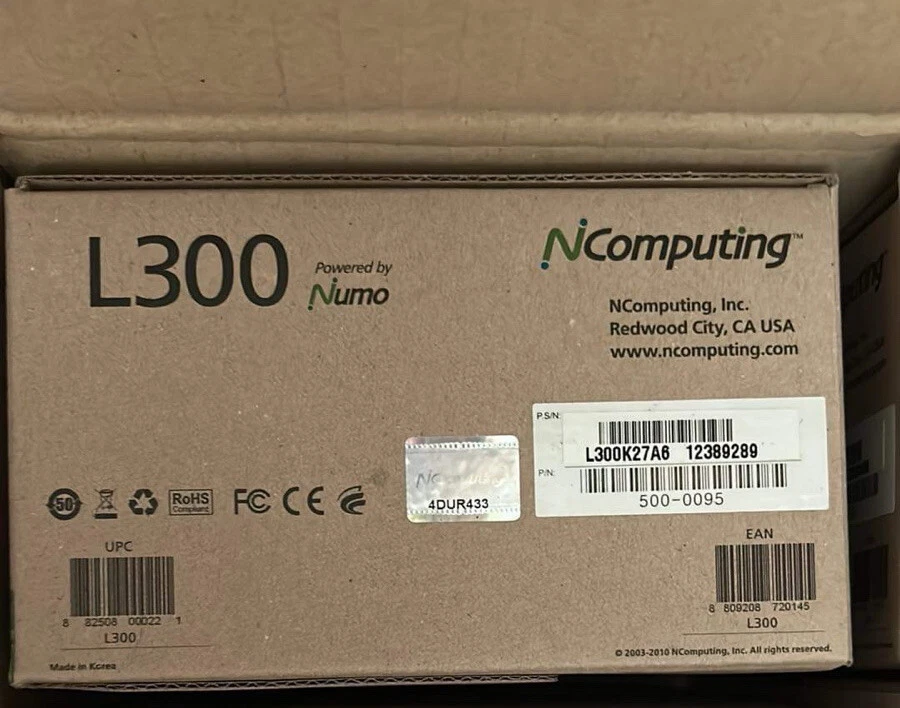 L300
Powered by
Numo
NComputing™
NComputing, Inc.
Redwood City, CA USA
www.ncomputing.com
P.S/N:
L300K27A6 12389289
P/N:
500-0095
4DUR433
50
RoHS
Compliant
FC CE
UPC
8 82508 00022 1
L300
EAN
8 809208 720145
L300
Made in Korea
© 2003-2010 NComputing, Inc. All rights reserved.